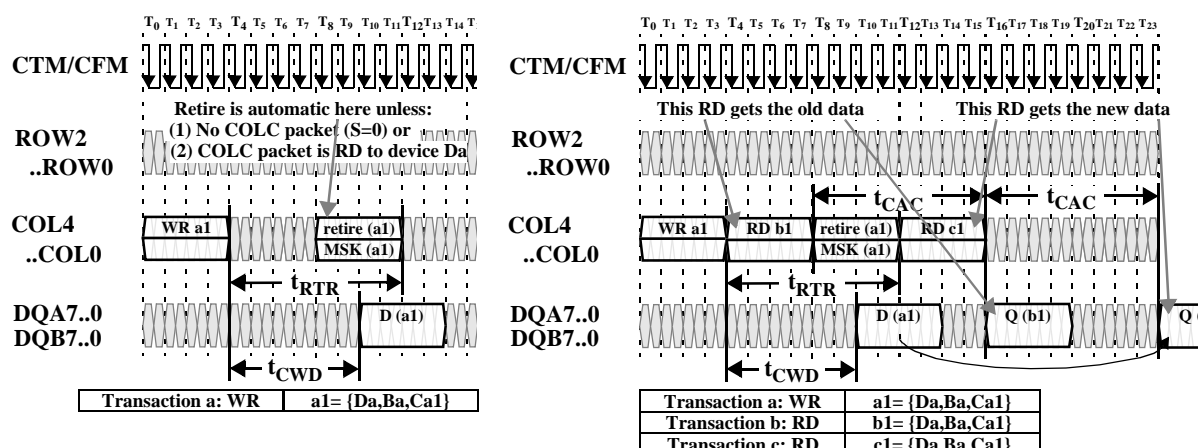 T0 T1 T2 T3 T4 T5 T6 T7 T8 T9 T10 T11 T12 T13 T14
CTM/CFM
Retire is automatic here unless:
(1) No COLC packet (S=0) or
(2) COLC packet is RD to device Da
ROW2
..ROW0
COL4
..COL0
WR a1
retire (a1)
MSK (a1)
tRTR
DQA7..0
DQB7..0
D (a1)
tCWD
Transaction a: WR a1= {Da,Ba,Ca1}
T0 T1 T2 T3 T4 T5 T6 T7 T8 T9 T10 T11 T12 T13 T14 T15 T16 T17 T18 T19 T20 T21 T22 T23
CTM/CFM
This RD gets the old data
This RD gets the new data
ROW2
..ROW0
tCAC
tCAC
COL4
..COL0
WR a1
RD b1
retire (a1)
MSK (a1)
RD c1
tRTR
DQA7..0
DQB7..0
D (a1)
Q (b1)
Q (
tCWD
Transaction a: WR a1= {Da,Ba,Ca1}
Transaction b: RD b1= {Da,Ba,Ca1}
Transaction c: RD c1= {Da,Ba,Ca1}